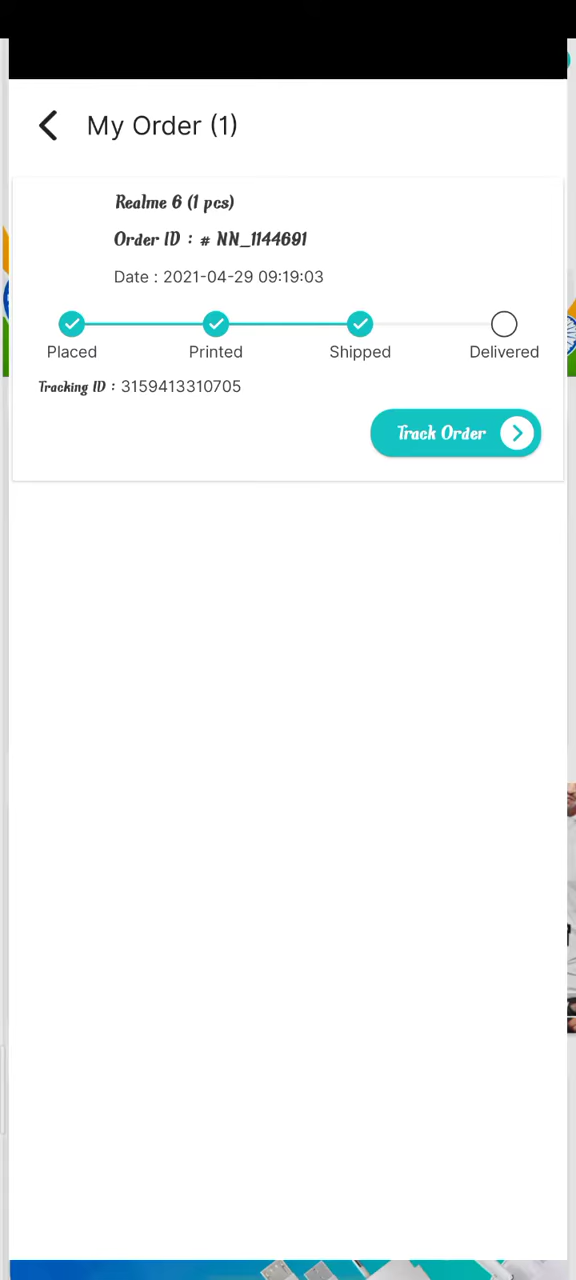 My Order (1)
Realme 6 (1 pcs)
Order ID : # NN_1144691
Date : 2021-04-29 09:19:03
Placed Printed Shipped Delivered
Tracking ID : 3159413310705
Track Order